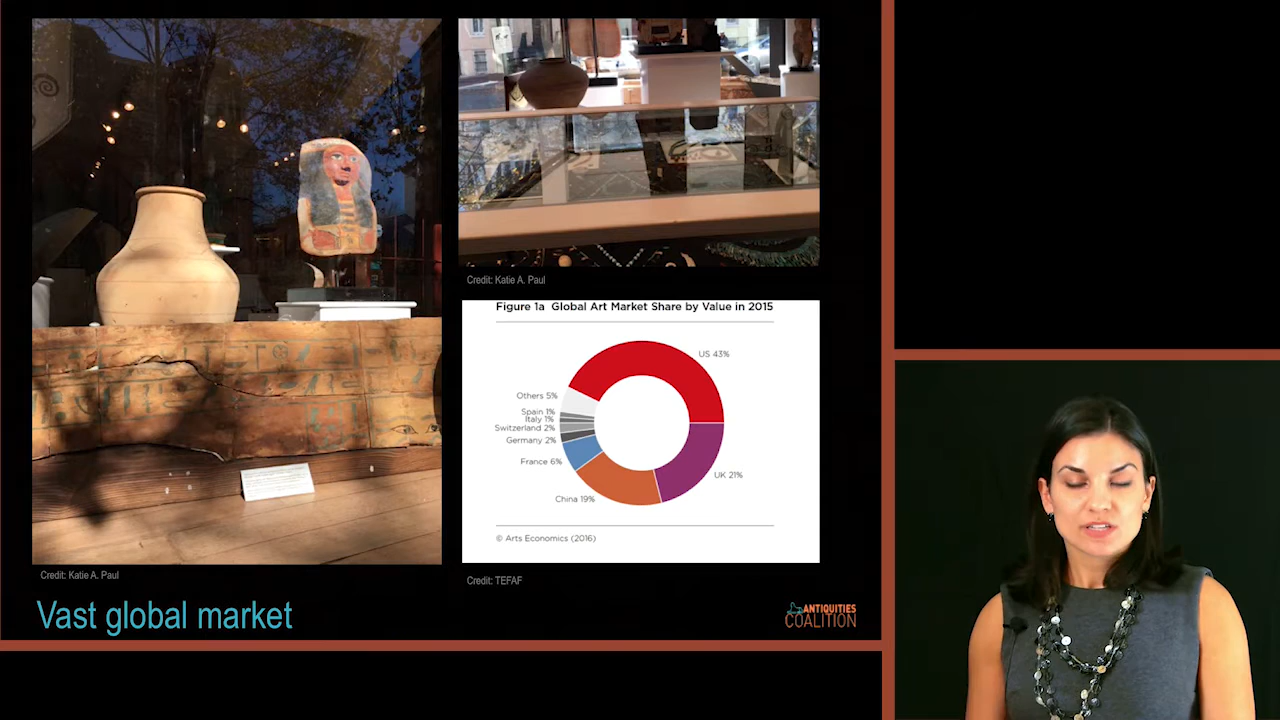 Credit: Katie A. Paul
Credit: Katie A. Paul
Figure 1a Global Art Market Share by Value in 2015
US 43%
Others 5%
Spain 1%
Italy 1%
Switzerland 2%
Germany 2%
France 6%
UK 21%
China 19%
© Arts Economics (2016)
Credit: TEFAF
Vast global market
ANTIQUITIES
COALITION